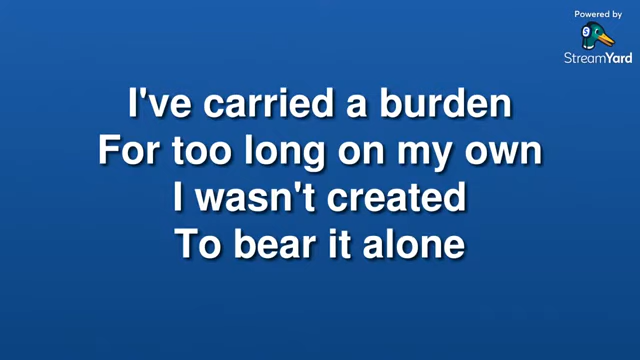 Powered by
StreamYard
I've carried a burden
For too long on my own
I wasn't created
To bear it alone